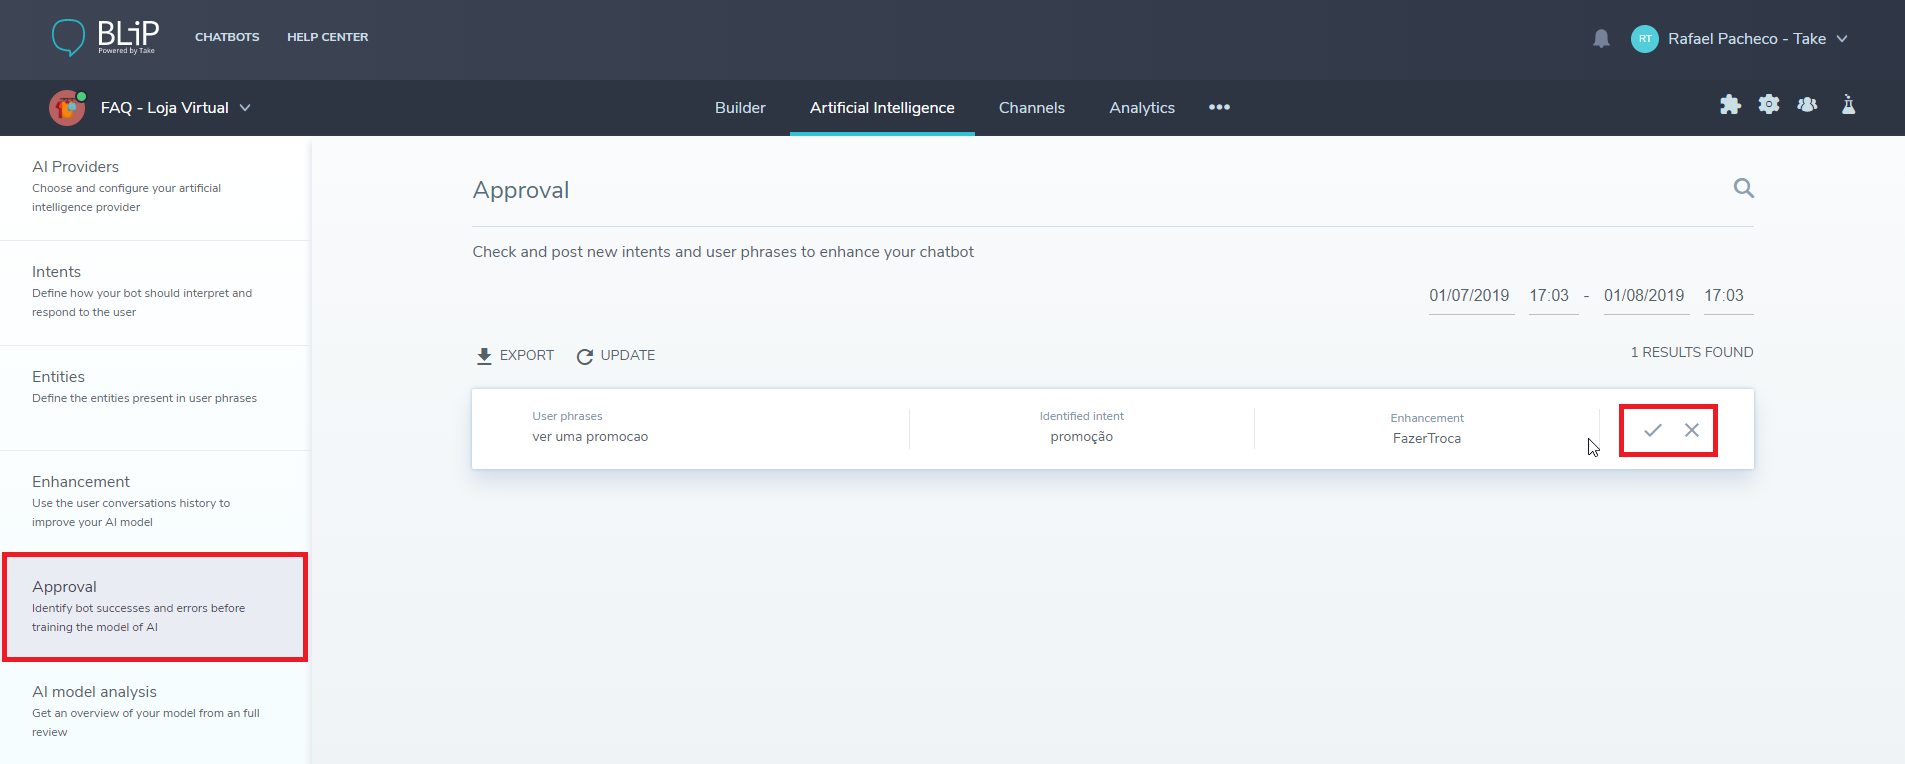 BLiP
Powered by Take
CHATBOTS
HELP CENTER
RT
Rafael Pacheco - Take
FAQ - Loja Virtual
Builder
Artificial Intelligence
Channels
Analytics
AI Providers
Choose and configure your artificial
intelligence provider
Intents
Define how your bot should interpret and
respond to the user
Entities
Define the entities present in user phrases
Enhancement
Use the user conversations history to
improve your AI model
Approval
Identify bot successes and errors before
training the model of AI
AI model analysis
Get an overview of your model from an full
review
Approval
Check and post new intents and user phrases to enhance your chatbot
01/07/2019 17:03 - 01/08/2019 17:03
EXPORT
UPDATE
1 RESULTS FOUND
User phrases
ver uma promocao
Identified intent
promoção
Enhancement
FazerTroca